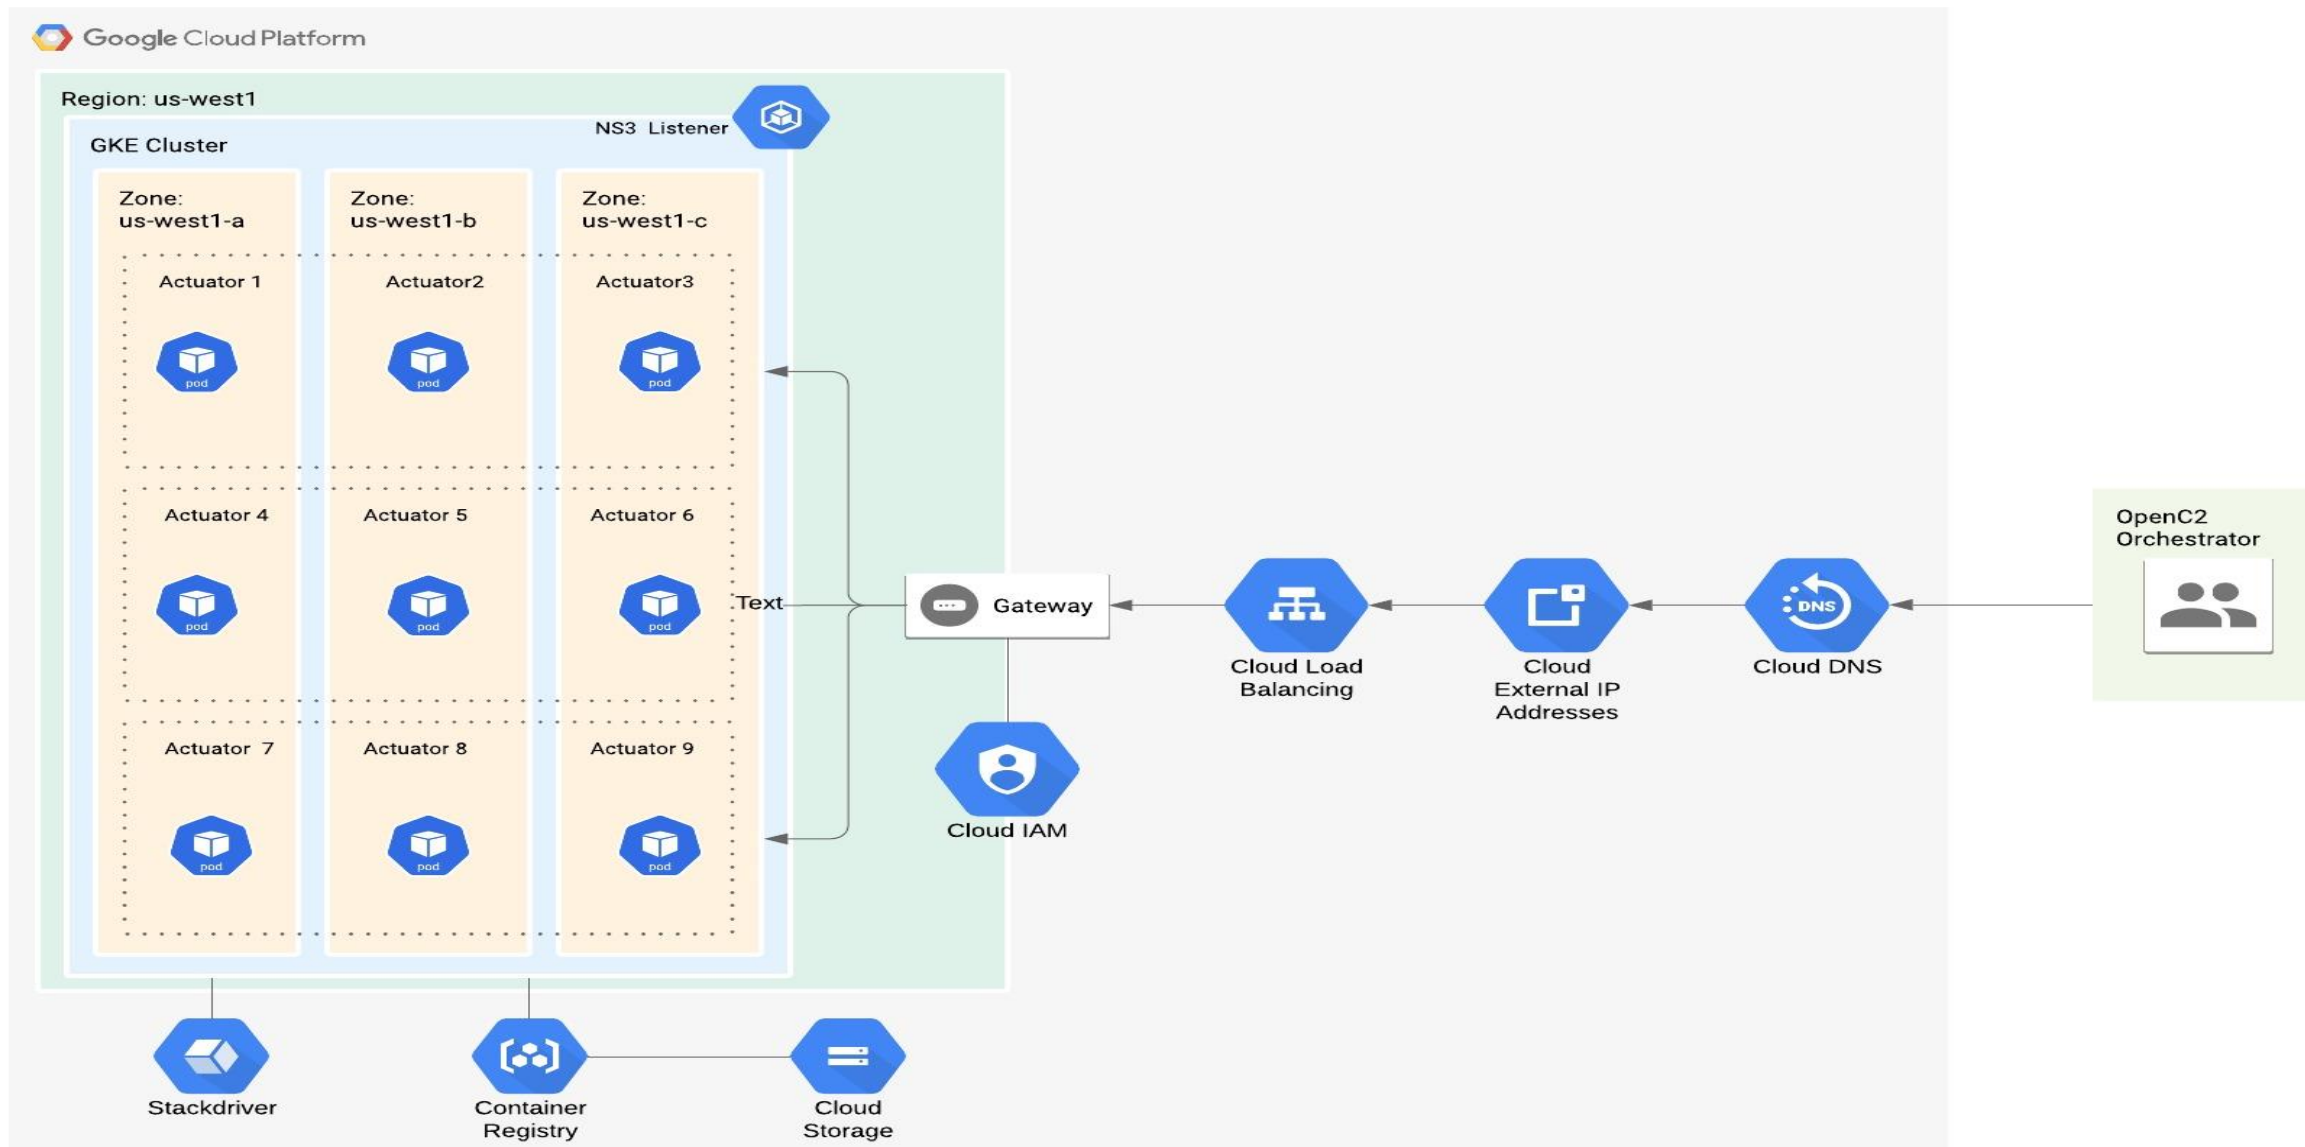 Google Cloud Platform
Region: us-west1
NS3 Listener
GKE Cluster
Zone:
us-west1-a
Zone:
us-west1-b
Zone:
us-west1-c
Actuator 1
Actuator2
Actuator3
pod
pod
pod
Actuator 4
Actuator 5
Actuator 6
pod
pod
pod
Text
Actuator 7
Actuator 8
Actuator 9
pod
pod
pod
Gateway
Cloud IAM
Cloud Load
Balancing
Cloud
External IP
Addresses
DNS
Cloud DNS
OpenC2
Orchestrator
Stackdriver
Container
Registry
Cloud
Storage